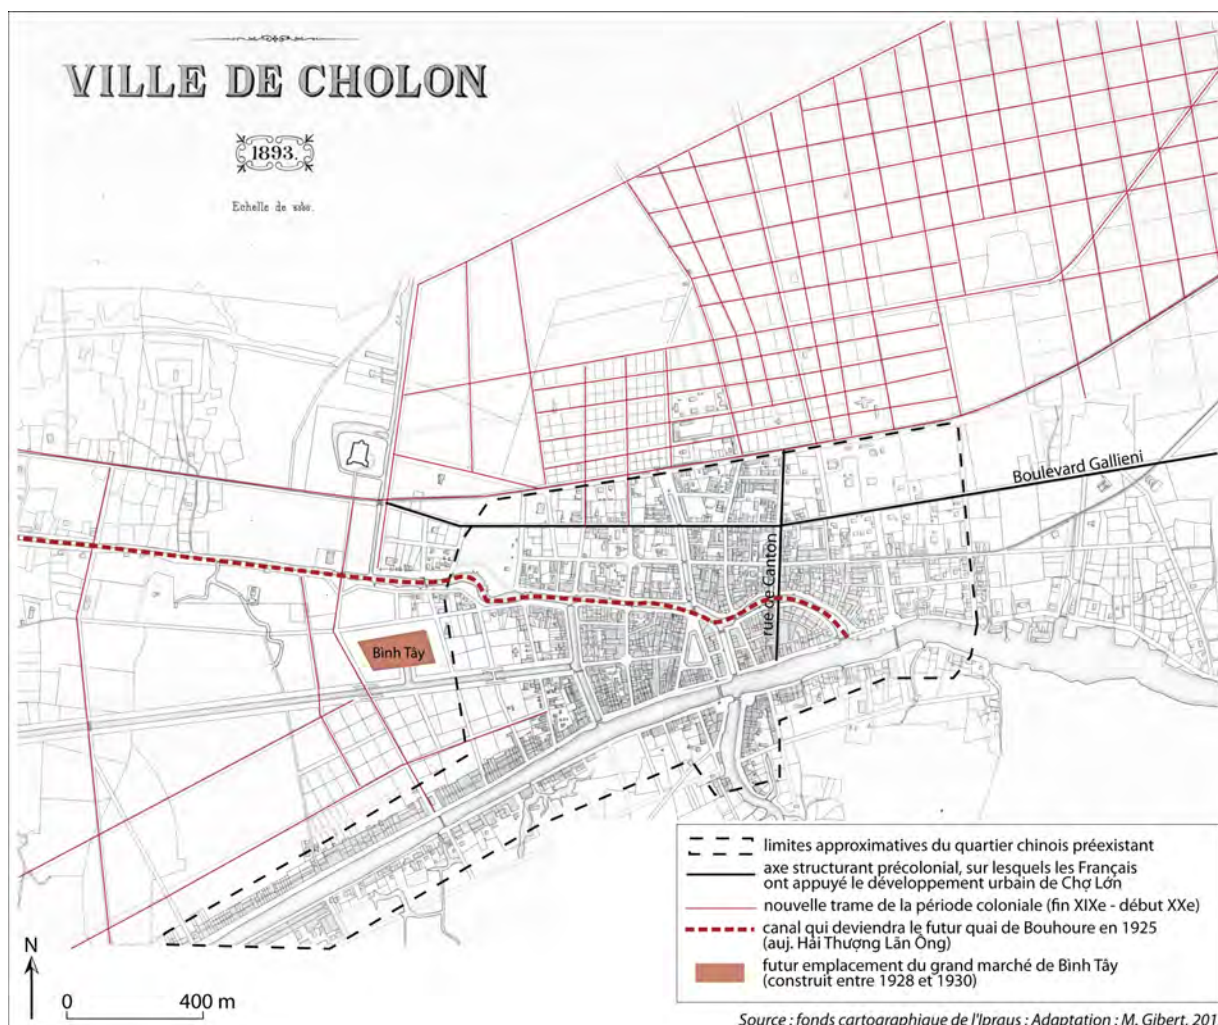 VILLE DE CHOLON
1893.
Echelle de
Boulevard Gallieni
rue de Canton
Bình Tây
limites approximatives du quartier chinois préexistant
axe structurant précolonial, sur lesquels les Français
ont appuyé le développement urbain de Chợ Lớn
nouvelle trame de la période coloniale (fin XIXe - début XXe)
canal qui deviendra le futur quai de Bouhoure en 1925
(auj. Hải Thượng Lãn Ông)
futur emplacement du grand marché de Bình Tây
(construit entre 1928 et 1930)
N
0 400 m
Source : fonds cartographique de l'Ipraus ; Adaptation : M. Gibert, 201